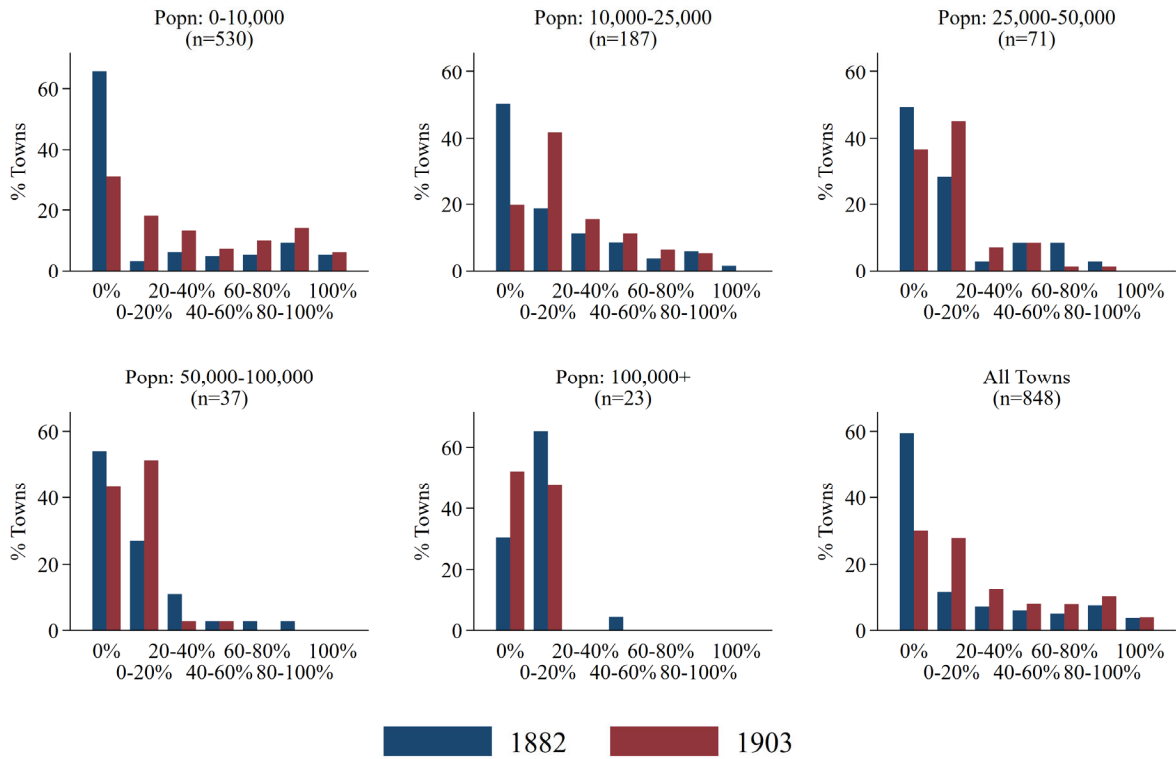 Popn: 0-10,000
(n=530)
% Towns
60
40
20
0
0% 20-40% 60-80% 100%
0-20% 40-60% 80-100%
Popn: 10,000-25,000
(n=187)
% Towns
60
40
20
0
0% 20-40% 60-80% 100%
0-20% 40-60% 80-100%
Popn: 25,000-50,000
(n=71)
% Towns
60
40
20
0
0% 20-40% 60-80% 100%
0-20% 40-60% 80-100%
Popn: 50,000-100,000
(n=37)
% Towns
60
40
20
0
0% 20-40% 60-80% 100%
0-20% 40-60% 80-100%
Popn: 100,000+
(n=23)
% Towns
60
40
20
0
0% 20-40% 60-80% 100%
0-20% 40-60% 80-100%
All Towns
(n=848)
% Towns
60
40
20
0
0% 20-40% 60-80% 100%
0-20% 40-60% 80-100%
1882 1903